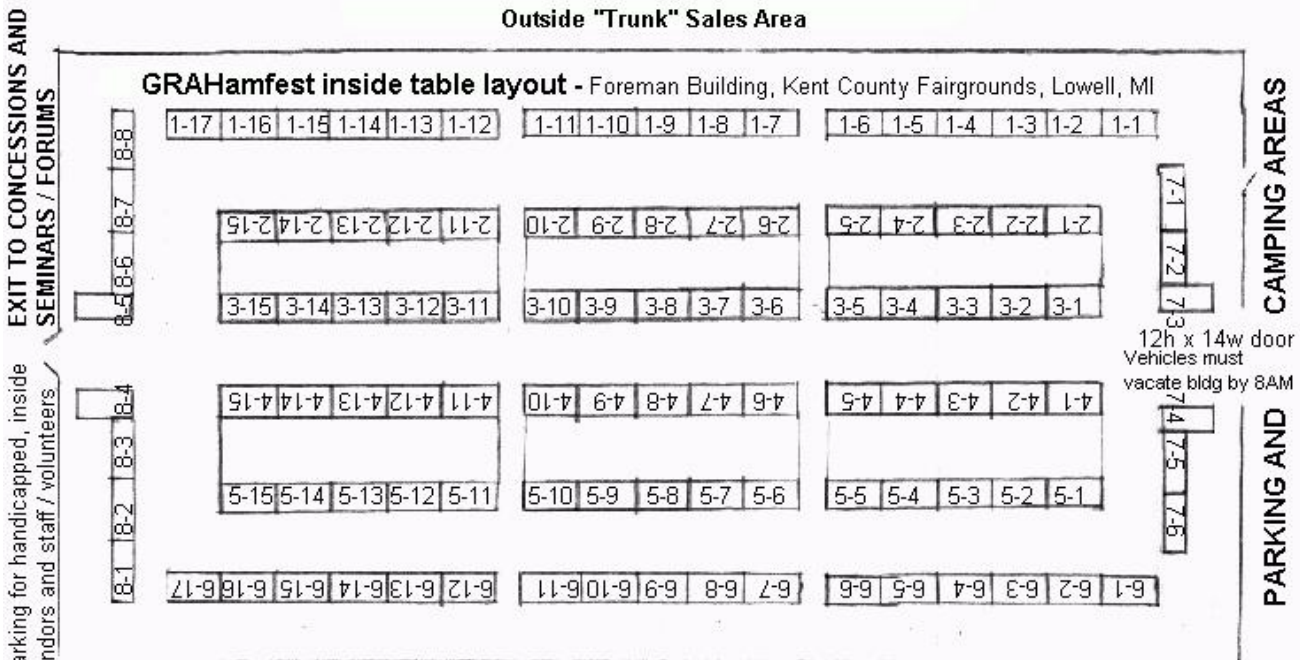 Outside "Trunk" Sales Area
EXIT TO CONCESSIONS AND
SEMINARS / FORUMS
GRAHamfest inside table layout - Foreman Building, Kent County Fairgrounds, Lowell, MI
1-17 1-16 1-15 1-14 1-13 1-12 1-11 1-10 1-9 1-8 1-7 1-6 1-5 1-4 1-3 1-2 1-1
8-8
8-7
8-6
8-5
7-1
7-2
7-3
2-15 2-14 2-13 2-12 2-11 2-10 2-9 2-8 2-7 2-6 2-5 2-4 2-3 2-2 2-1
3-15 3-14 3-13 3-12 3-11 3-10 3-9 3-8 3-7 3-6 3-5 3-4 3-3 3-2 3-1
12h x 14w door
Vehicles must
vacate bldg by 8AM
4-15 4-14 4-13 4-12 4-11 4-10 4-9 4-8 4-7 4-6 4-5 4-4 4-3 4-2 4-1
8-4
8-3
8-2
8-1
7-4
7-5
7-6
5-15 5-14 5-13 5-12 5-11 5-10 5-9 5-8 5-7 5-6 5-5 5-4 5-3 5-2 5-1
6-17 6-16 6-15 6-14 6-13 6-12 6-11 6-10 6-9 6-8 6-7 6-6 6-5 6-4 6-3 6-2 6-1
for handicapped, inside
and staff / volunteers
PARKING AND CAMPING AREAS